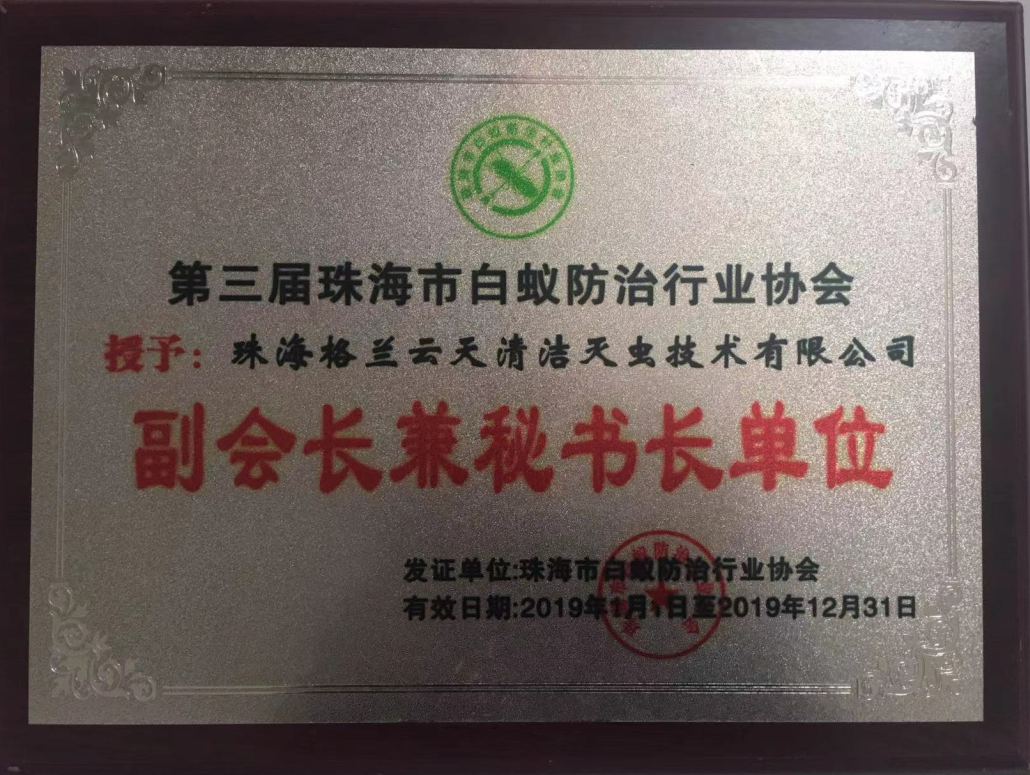 第三届珠海市白蚁防治行业协会
授予：珠海格兰云天清洁灭虫技术有限公司
副会长兼秘书长单位
发证单位:珠海市白蚁防治行业协会
有效日期:2019年1月1日至2019年12月31日